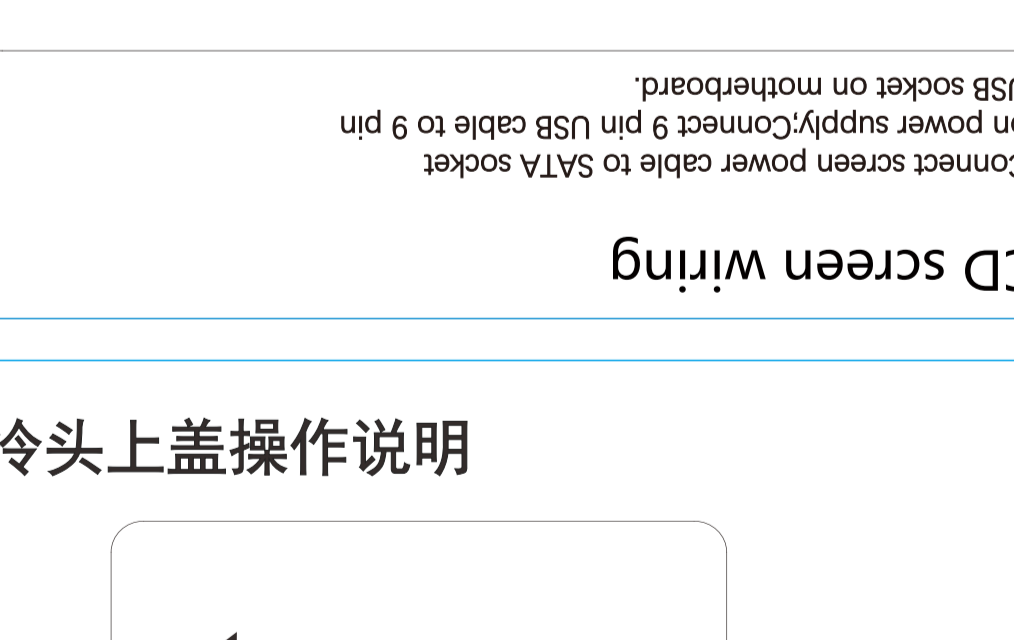 CD screen wiring
Connect screen power cable to SATA socket
on power supply;Connect 9 pin USB cable to 9 pin
USB socket on motherboard.
冷头上盖操作说明